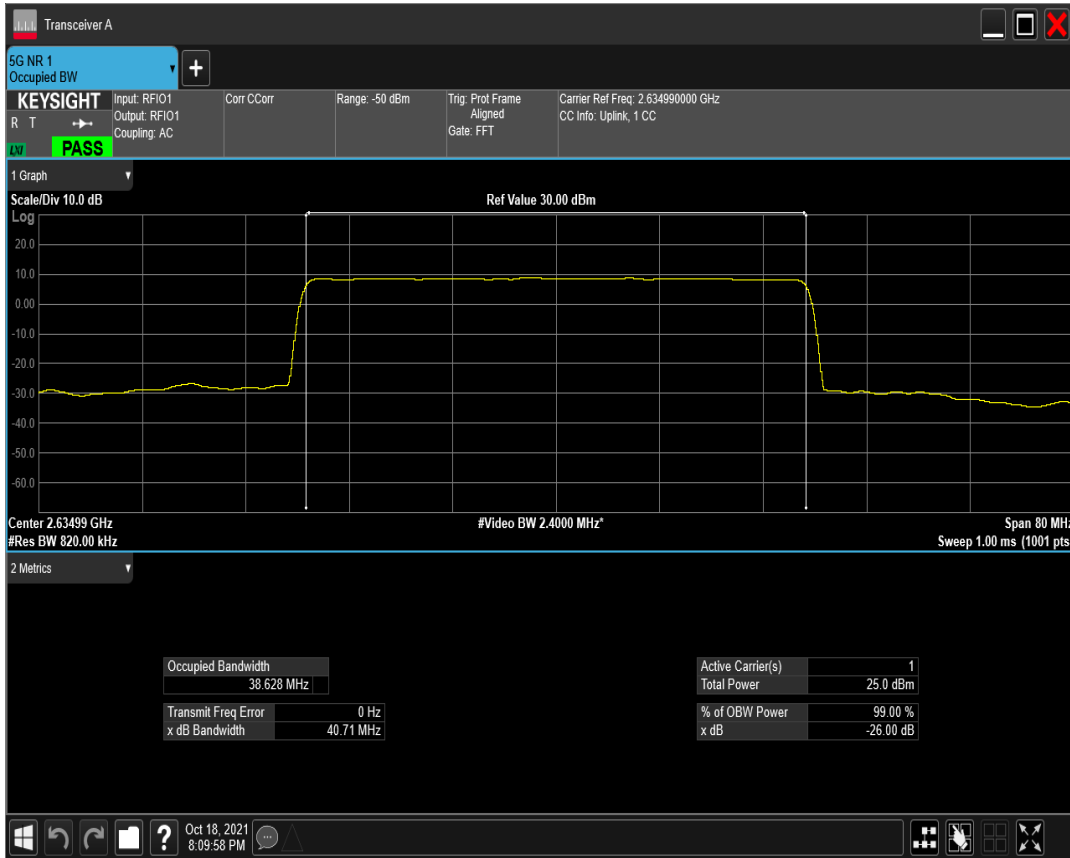 Transceiver A
5G NR 1
Occupied BW
KEYSIGHT
R T
LXI
PASS
Input: RFIO1
Output: RFIO1
Coupling: AC
Corr CCorr
Range: -50 dBm
Trig: Prot Frame
Aligned
Gate: FFT
Carrier Ref Freq: 2.634990000 GHz
CC Info: Uplink, 1 CC
1 Graph
Scale/Div 10.0 dB
Ref Value 30.00 dBm
Log
20.0
10.0
0.00
-10.0
-20.0
-30.0
-40.0
-50.0
-60.0
Center 2.63499 GHz
#Video BW 2.4000 MHz*
Span 80 MHz
#Res BW 820.00 kHz
Sweep 1.00 ms (1001 pts
2 Metrics
Occupied Bandwidth
38.628 MHz
Transmit Freq Error 0 Hz
x dB Bandwidth 40.71 MHz
Active Carrier(s) 1
Total Power 25.0 dBm
% of OBW Power 99.00 %
x dB -26.00 dB
?
Oct 18, 2021
8:09:58 PM